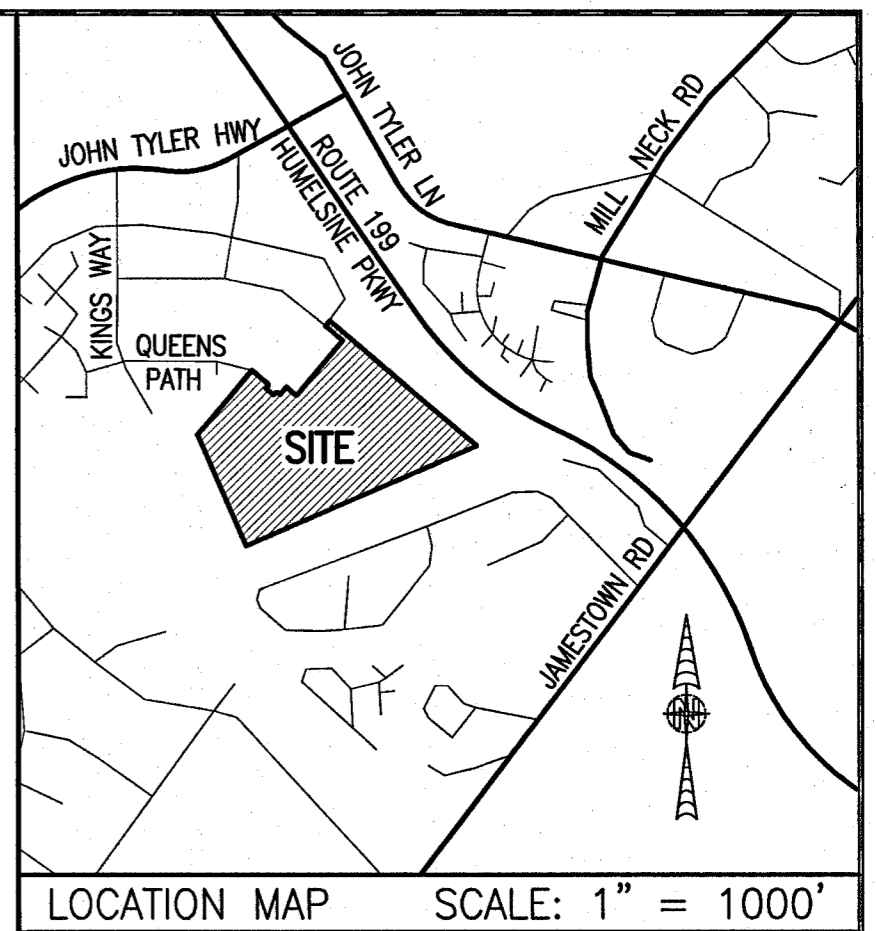 JOHN TYLER HWY
JOHN TYLER LN
ROUTE 199
HUMELSINE PKWY
MILL NECK RD
KINGS WAY
QUEENS
PATH
SITE
JAMESTOWN RD
N
LOCATION MAP SCALE: 1" = 1000'